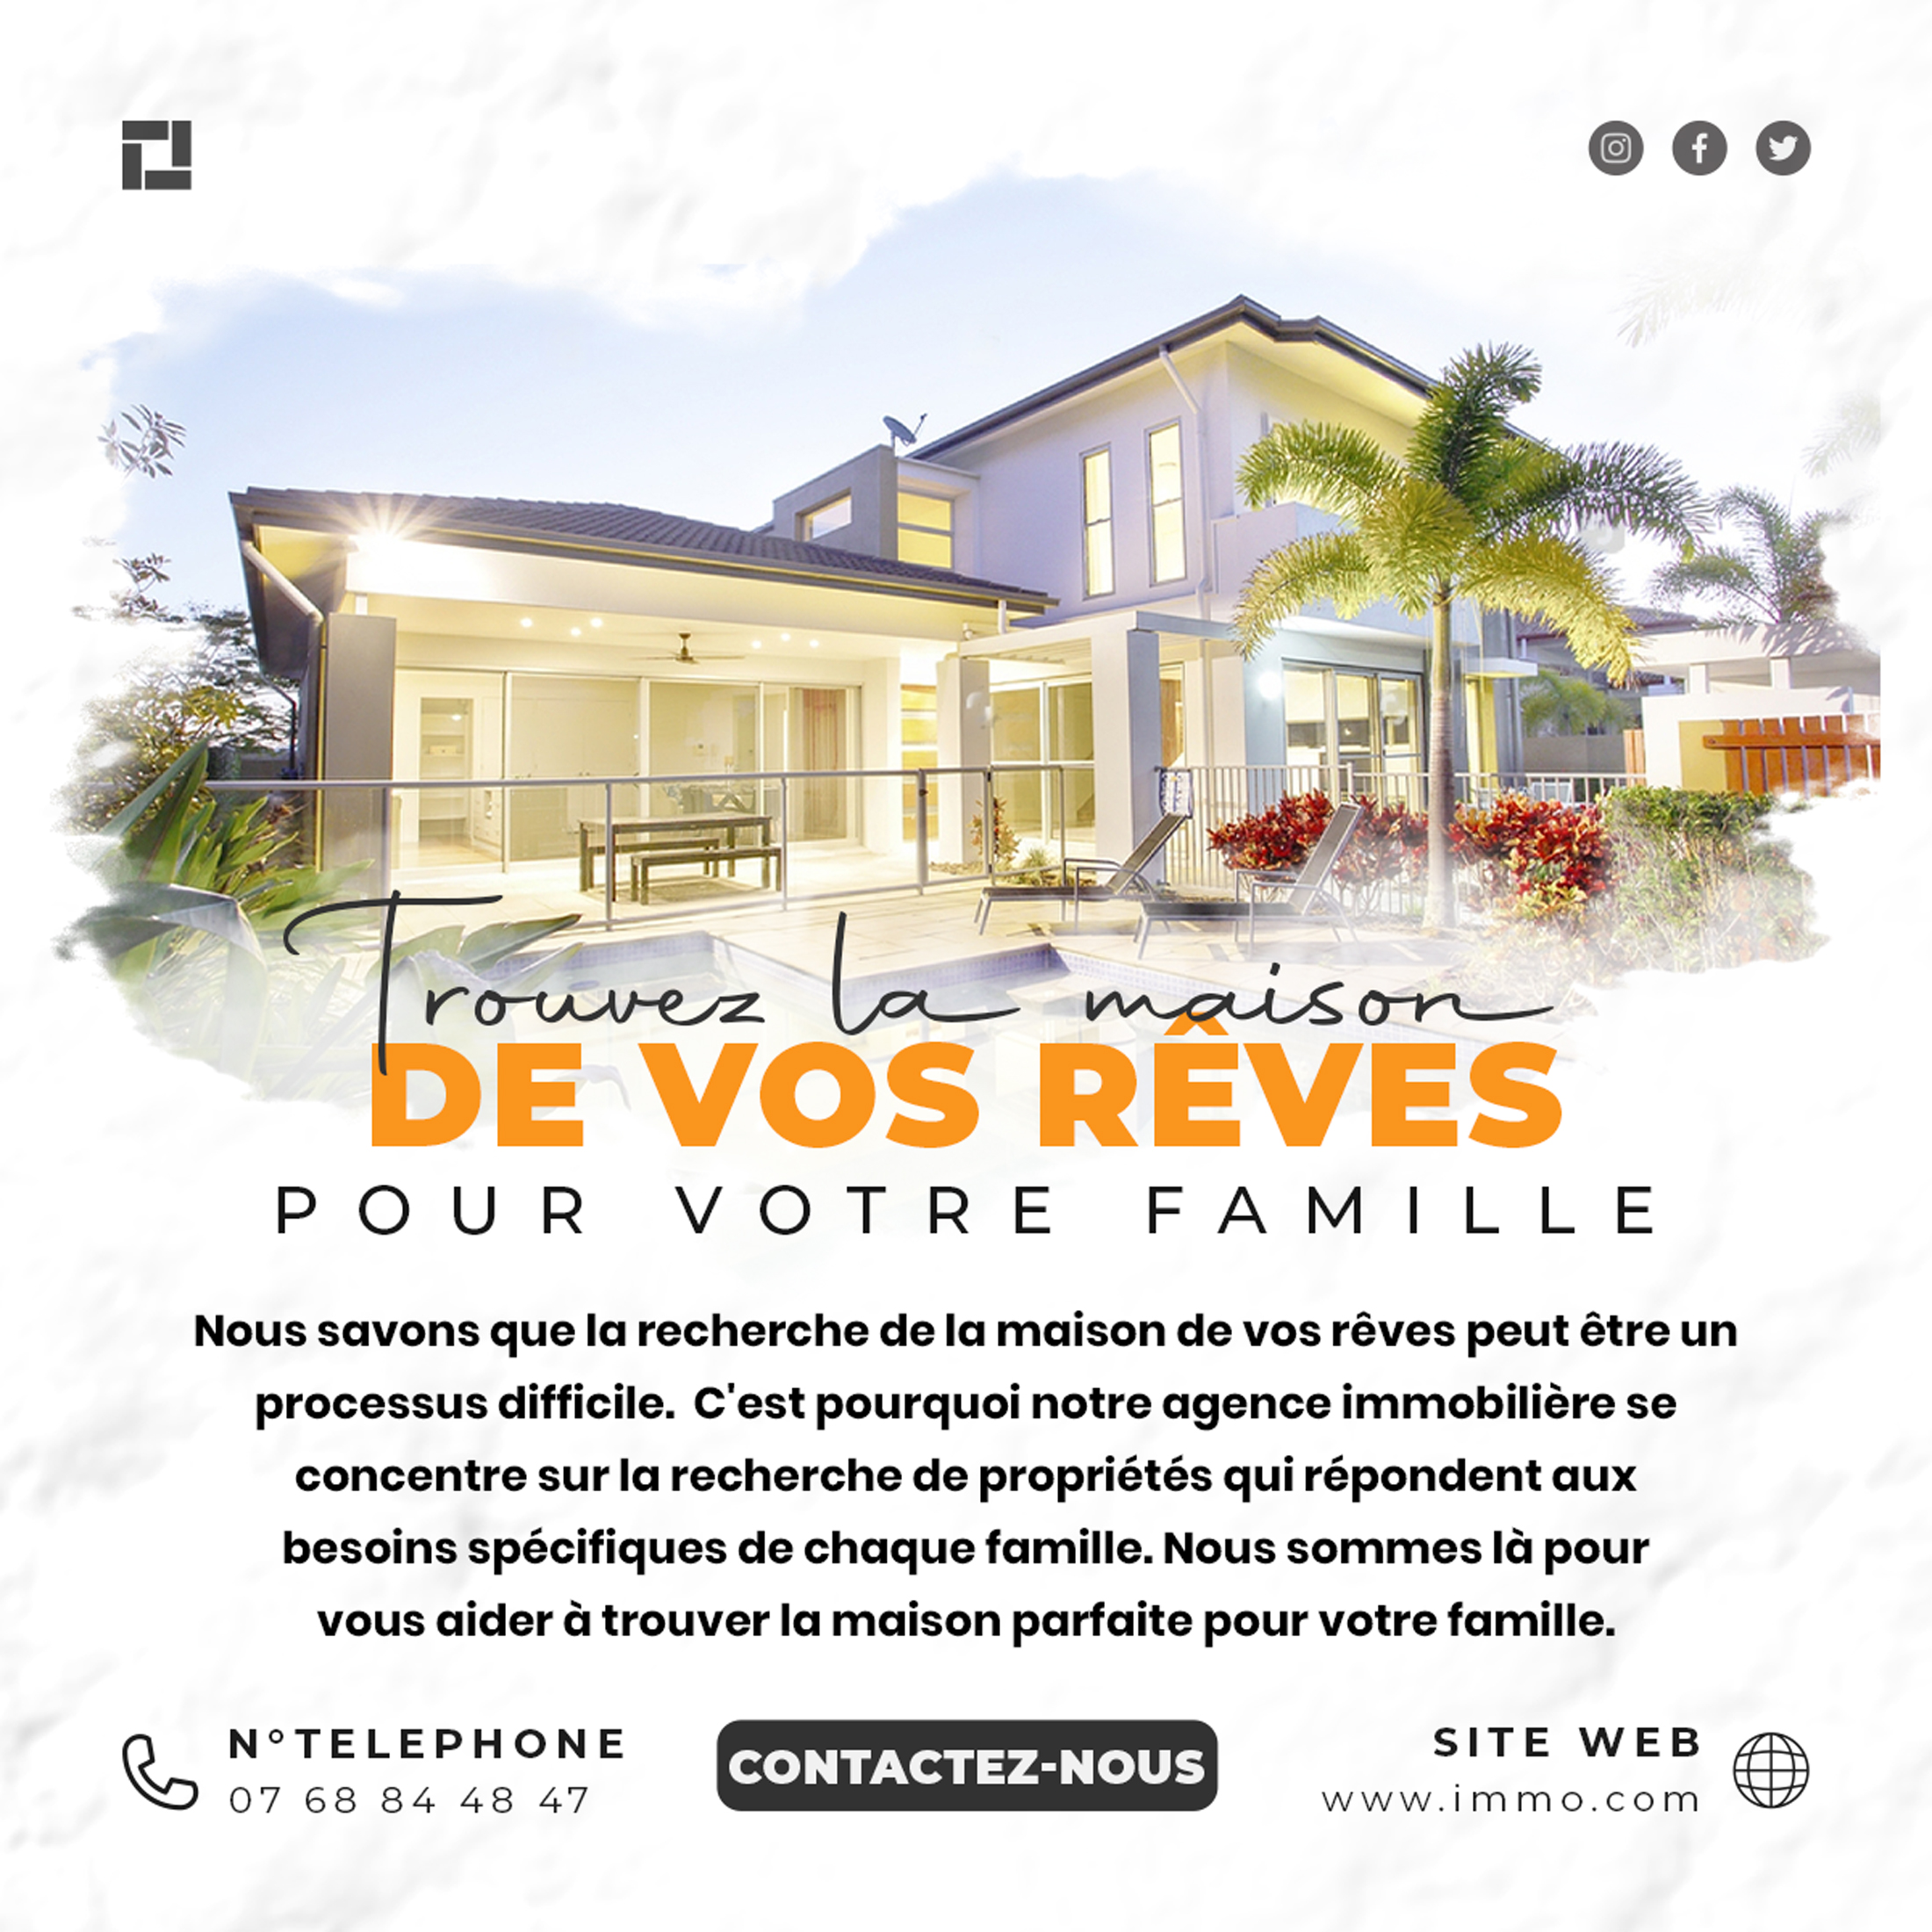 Trouvez la maison
DE VOS RÊVES
POUR VOTRE FAMILLE
Nous savons que la recherche de la maison de vos rêves peut être un
processus difficile.  C'est pourquoi notre agence immobilière se
concentre sur la recherche de propriétés qui répondent aux
besoins spécifiques de chaque famille. Nous sommes là pour
vous aider à trouver la maison parfaite pour votre famille.
N°TELEPHONE
07 68 84 48 47
CONTACTEZ-NOUS
SITE WEB
www.immo.com